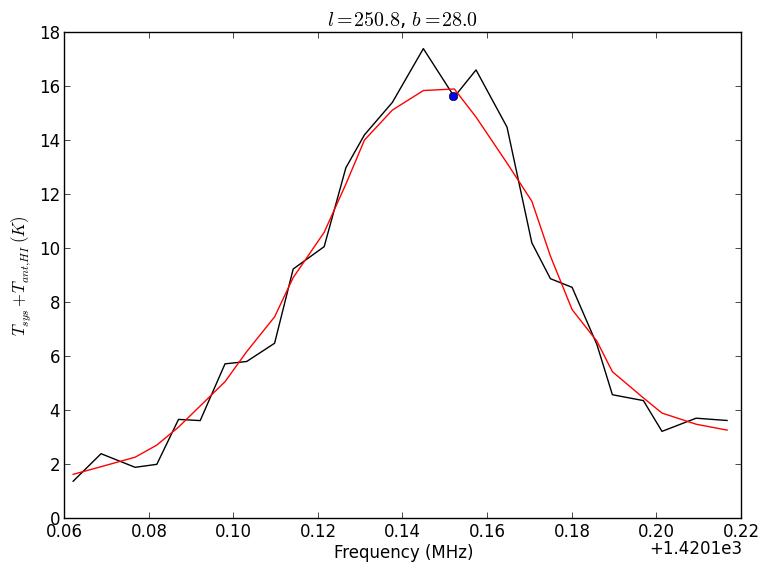 l = 250.8, b = 28.0
18
16
14
12
10
8
6
4
2
0
T_sys + T_ant,HI (K)
0.06 0.08 0.10 0.12 0.14 0.16 0.18 0.20 0.22
Frequency (MHz)
+1.4201e3